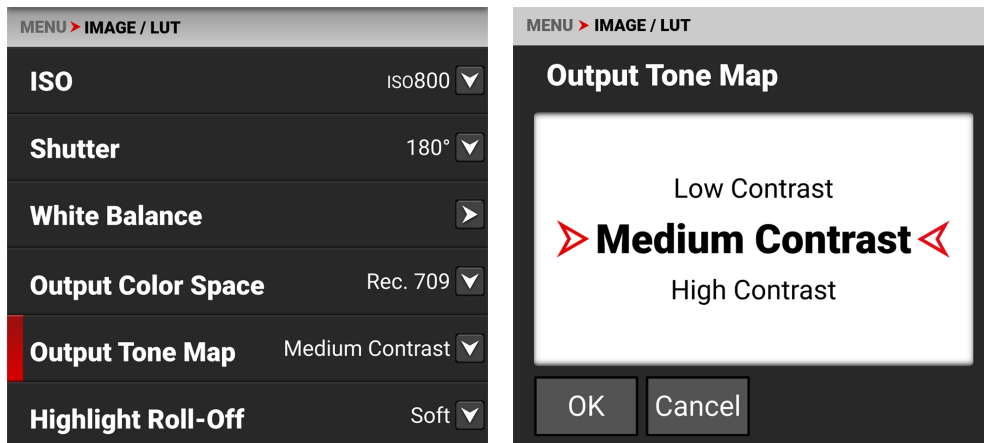 MENU IMAGE / LUT
ISO ISO800
Shutter 180°
White Balance
Output Color Space Rec. 709
Output Tone Map Medium Contrast
Highlight Roll-Off Soft
MENU IMAGE / LUT
Output Tone Map
Low Contrast
Medium Contrast
High Contrast
OK Cancel